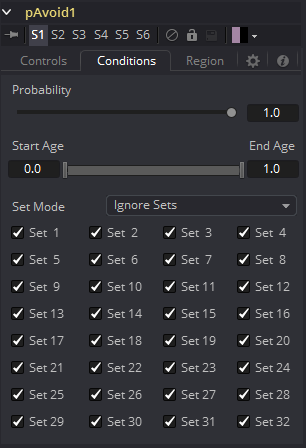 pAvoid1
S1 S2 S3 S4 S5 S6
Controls Conditions Region
Probability
1.0
Start Age End Age
0.0 1.0
Set Mode Ignore Sets
Set 1 Set 2 Set 3 Set 4
Set 5 Set 6 Set 7 Set 8
Set 9 Set 10 Set 11 Set 12
Set 13 Set 14 Set 15 Set 16
Set 17 Set 18 Set 19 Set 20
Set 21 Set 22 Set 23 Set 24
Set 25 Set 26 Set 27 Set 28
Set 29 Set 30 Set 31 Set 32